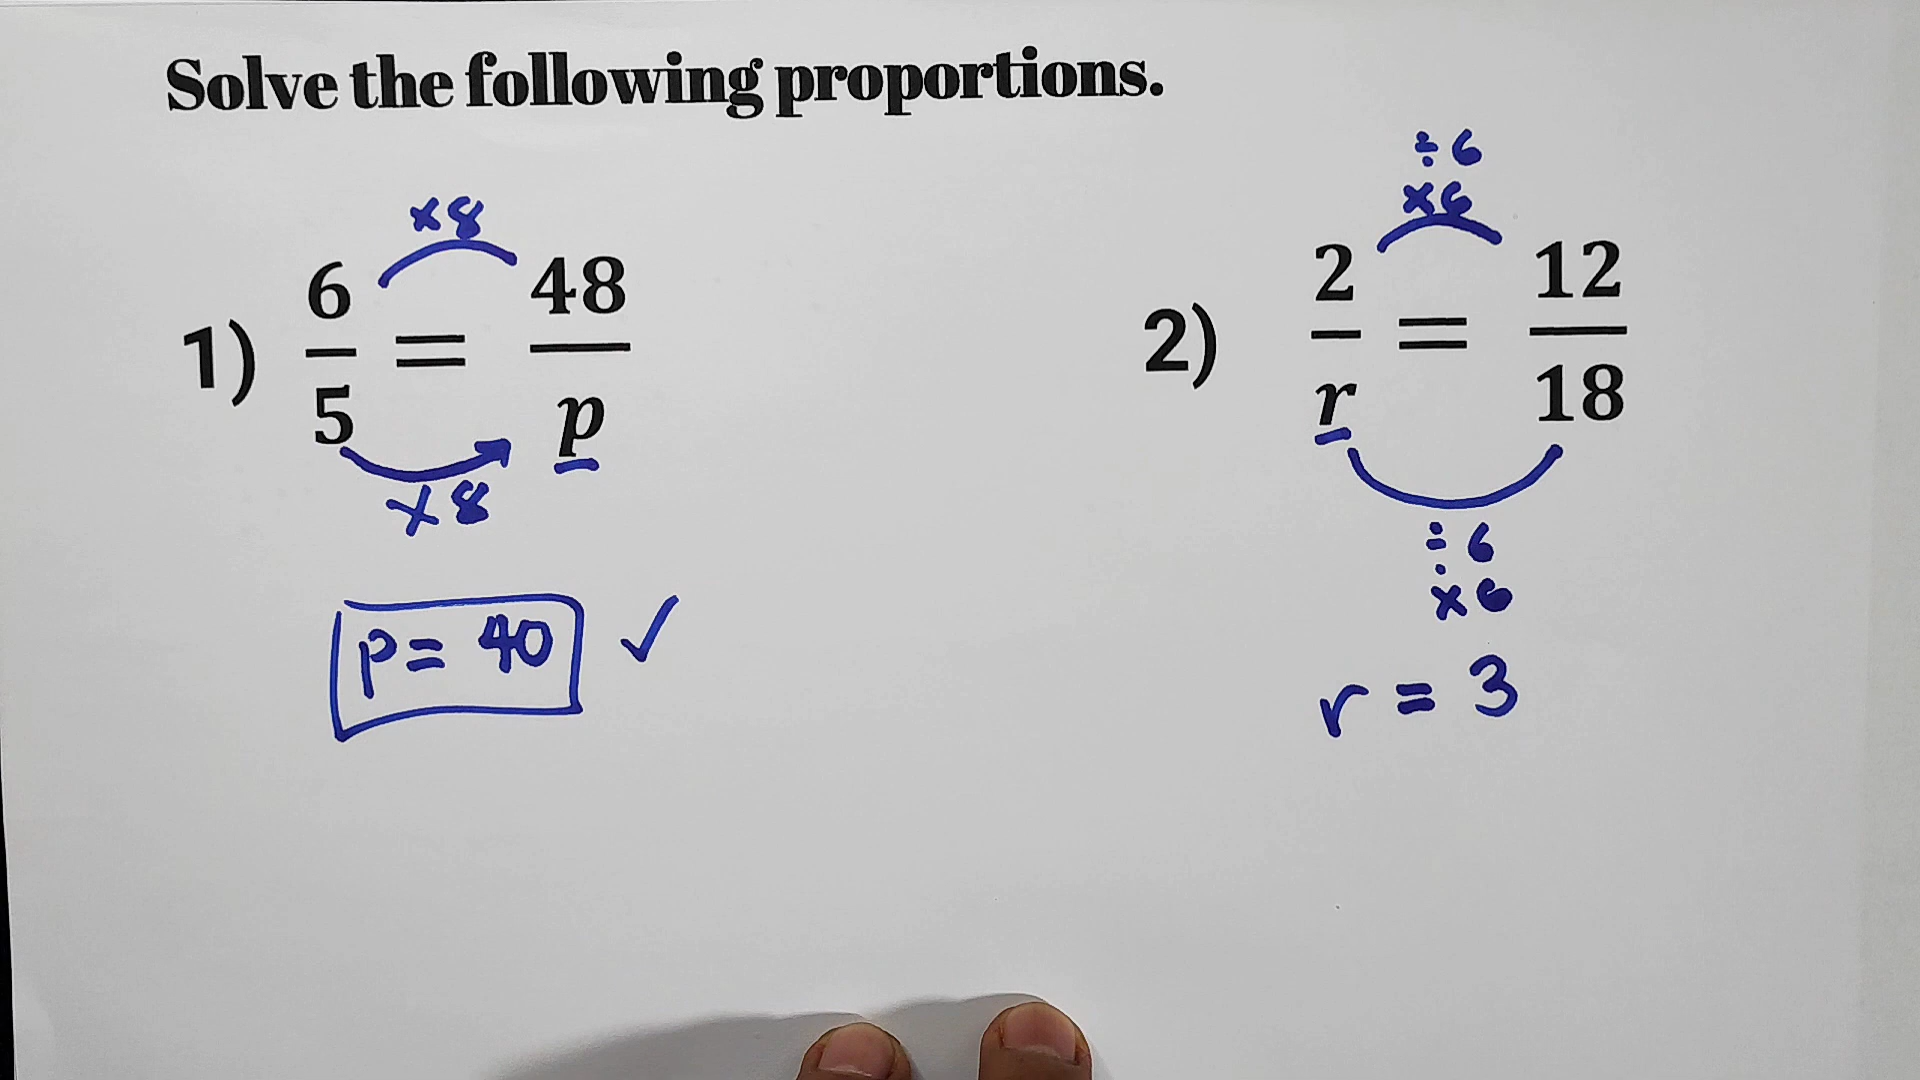 Solve the following proportions.
×8
1) 6/5 = 48/p
×8
p = 40 ✓
÷6
×6
2) 2/r = 12/18
÷6
×6
r = 3